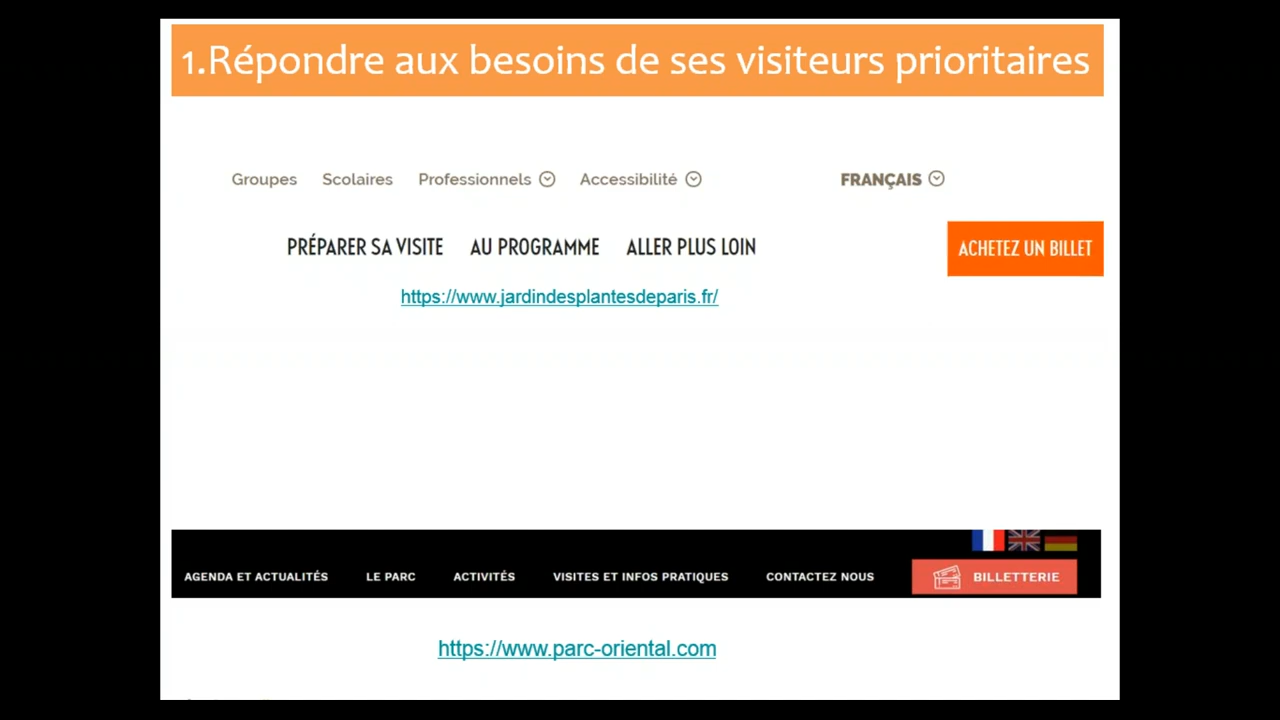 1.Répondre aux besoins de ses visiteurs prioritaires
Groupes Scolaires Professionnels Accessibilité FRANÇAIS
PRÉPARER SA VISITE AU PROGRAMME ALLER PLUS LOIN ACHETEZ UN BILLET
https://www.jardindesplantesdeparis.fr/
AGENDA ET ACTUALITÉS LE PARC ACTIVITÉS VISITES ET INFOS PRATIQUES CONTACTEZ NOUS BILLETTERIE
https://www.parc-oriental.com